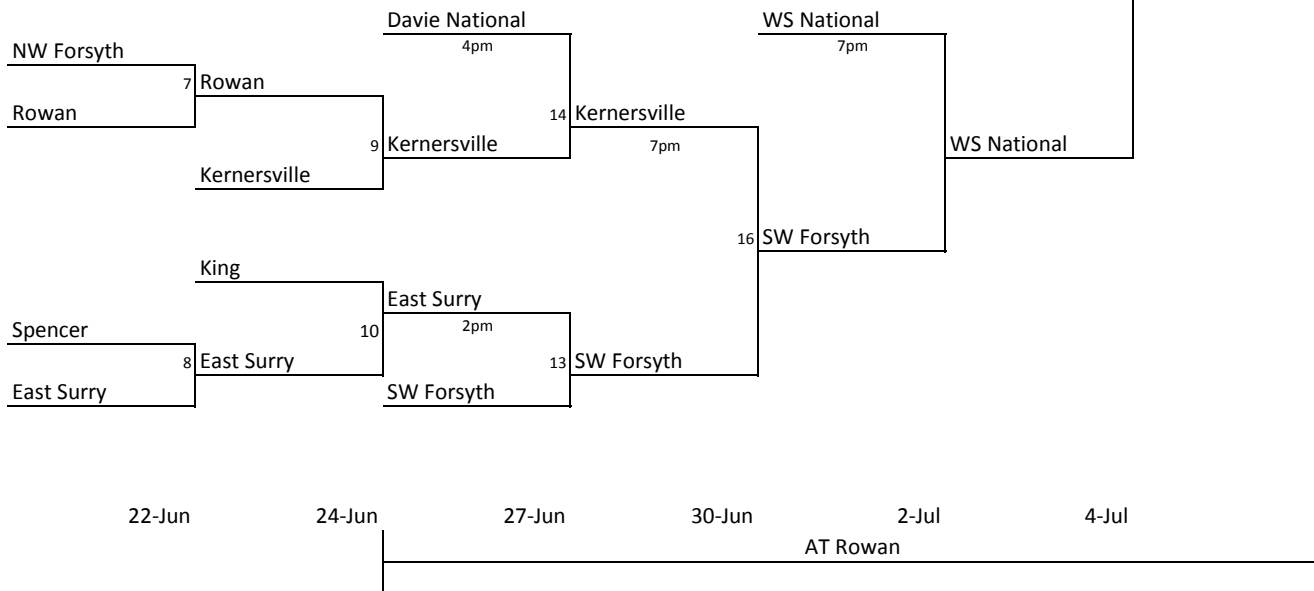 Davie National
WS National
4pm
7pm
NW Forsyth
7
Rowan
Rowan
14
Kernersville
9
Kernersville
7pm
WS National
Kernersville
16
SW Forsyth
King
East Surry
2pm
Spencer
10
8
East Surry
13
SW Forsyth
East Surry
SW Forsyth
22-Jun
24-Jun
27-Jun
30-Jun
2-Jul
4-Jul
AT Rowan